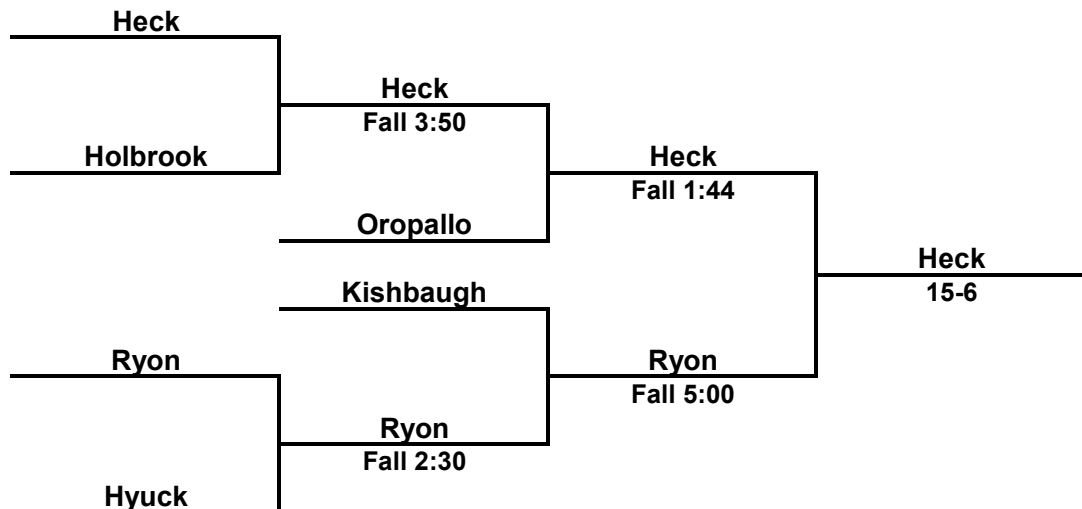 Heck
Heck
Fall 3:50
Holbrook
Heck
Fall 1:44
Oropallo
Heck
15-6
Kishbaugh
Ryon
Ryon
Fall 5:00
Ryon
Fall 2:30
Hyuck